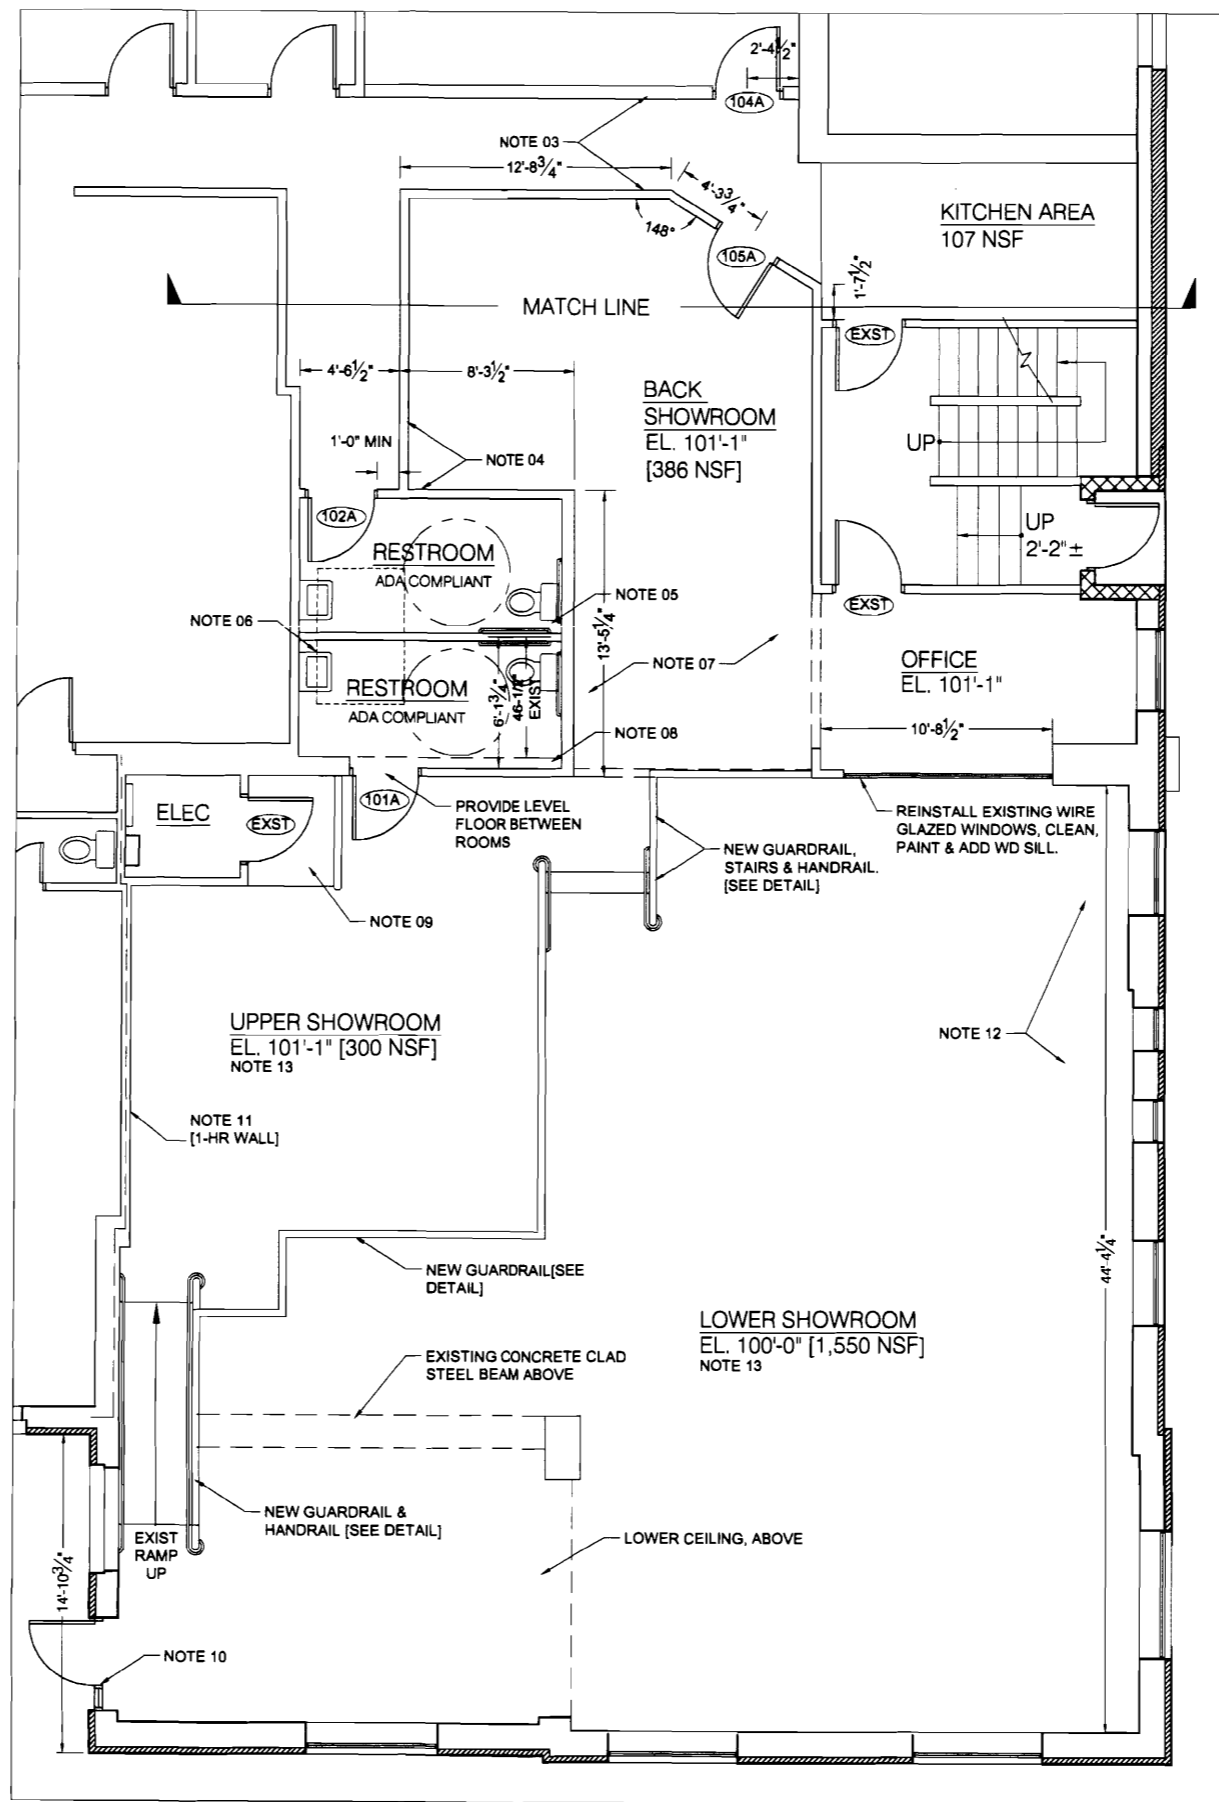 2'-4½"
104A
NOTE 03
12'-8¾"
4'-3¾"
148°
105A
KITCHEN AREA
107 NSF
1'-7½"
MATCH LINE
EXST
4'-6½"
8'-3½"
BACK
SHOWROOM
EL. 101'-1"
[386 NSF]
1'-0" MIN
NOTE 04
UP
102A
UP
2'-2" ±
RESTROOM
ADA COMPLIANT
NOTE 05
EXST
NOTE 06
13'-5¼"
NOTE 07
OFFICE
EL. 101'-1"
RESTROOM
ADA COMPLIANT
6'-1¾"
46-1/2"
EXIST
NOTE 08
10'-8½"
101A
PROVIDE LEVEL
FLOOR BETWEEN
ROOMS
ELEC
EXST
REINSTALL EXISTING WIRE
GLAZED WINDOWS, CLEAN,
PAINT & ADD WD SILL.
NEW GUARDRAIL,
STAIRS & HANDRAIL.
[SEE DETAIL]
NOTE 09
UPPER SHOWROOM
EL. 101'-1" [300 NSF]
NOTE 13
NOTE 12
NOTE 11
[1-HR WALL]
NEW GUARDRAIL[SEE
DETAIL]
44'-4¼"
LOWER SHOWROOM
EL. 100'-0" [1,550 NSF]
NOTE 13
EXISTING CONCRETE CLAD
STEEL BEAM ABOVE
NEW GUARDRAIL &
HANDRAIL [SEE DETAIL]
EXIST
RAMP
UP
LOWER CEILING, ABOVE
14'-10¾"
NOTE 10